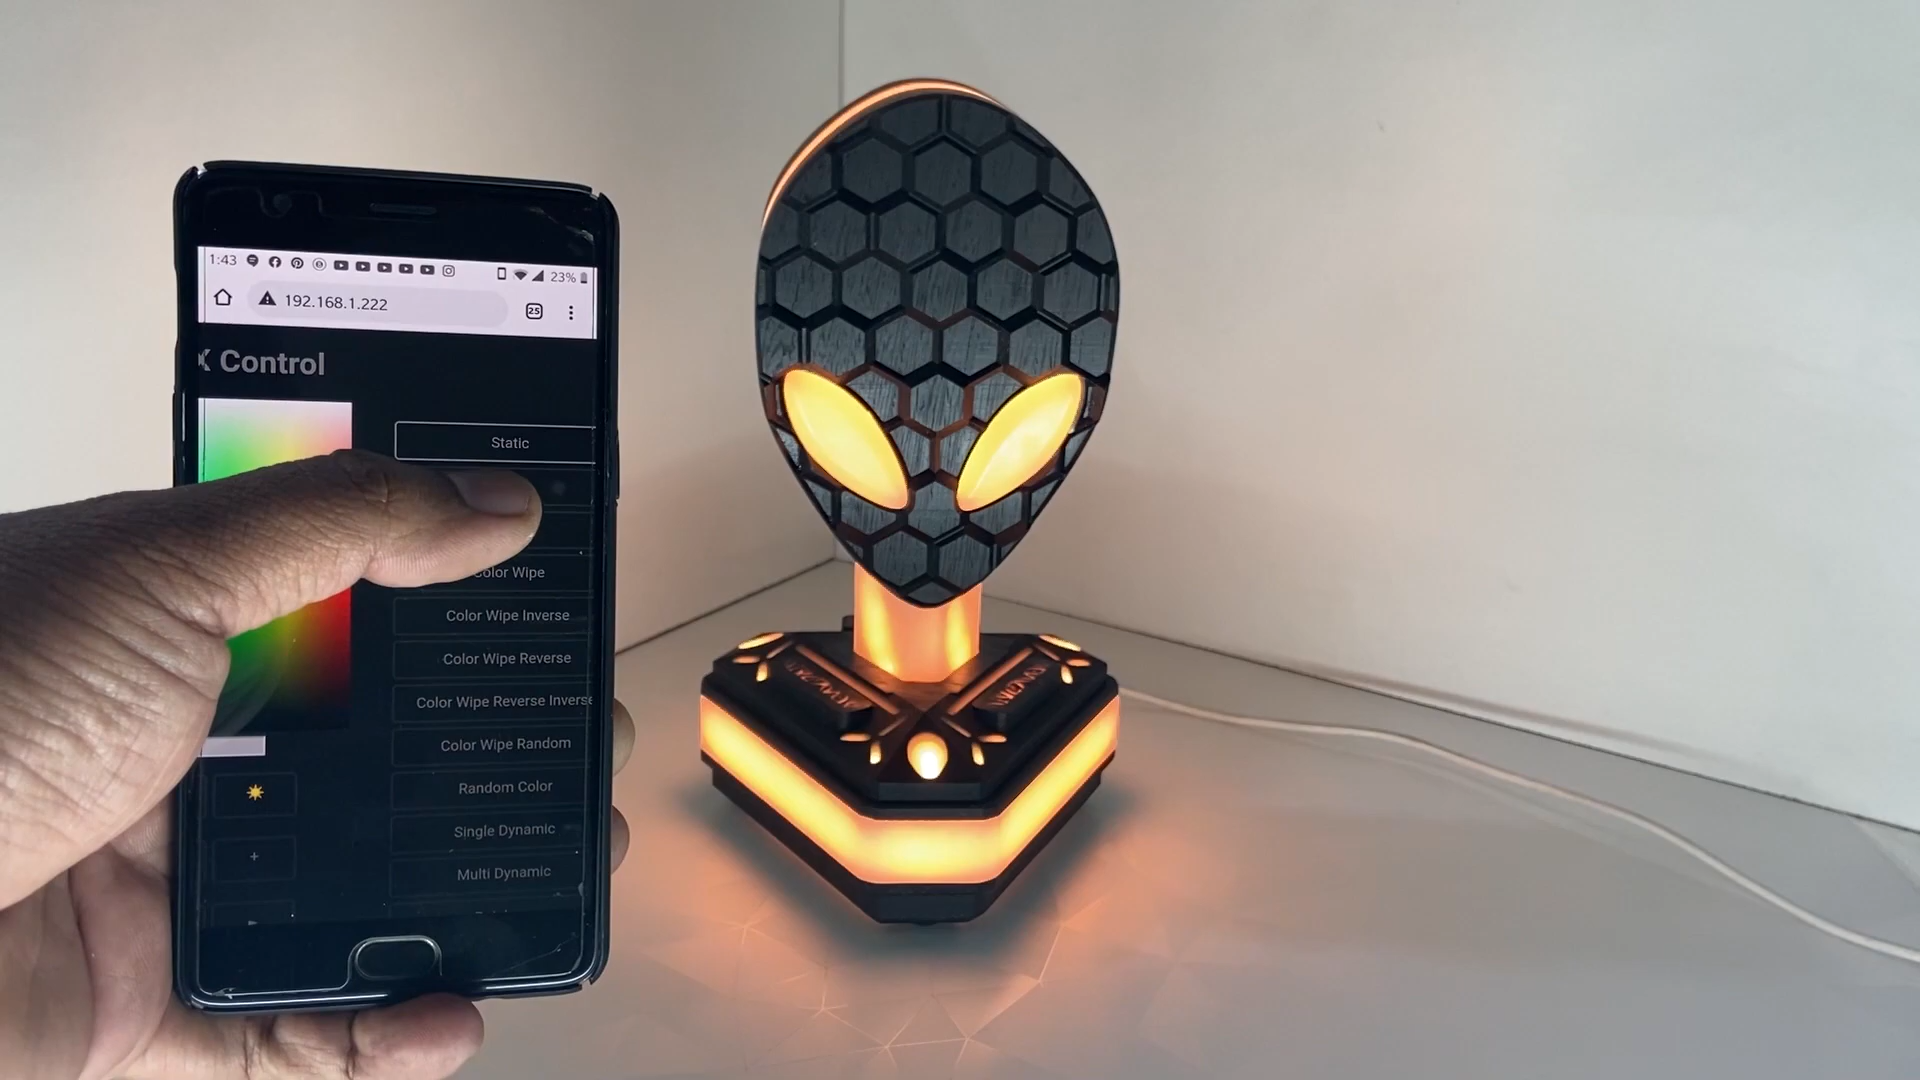 1:43
23%
192.168.1.222
25
X Control
Static
Color Wipe
Color Wipe Inverse
Color Wipe Reverse
Color Wipe Reverse Inverse
Color Wipe Random
Random Color
Single Dynamic
Multi Dynamic
+